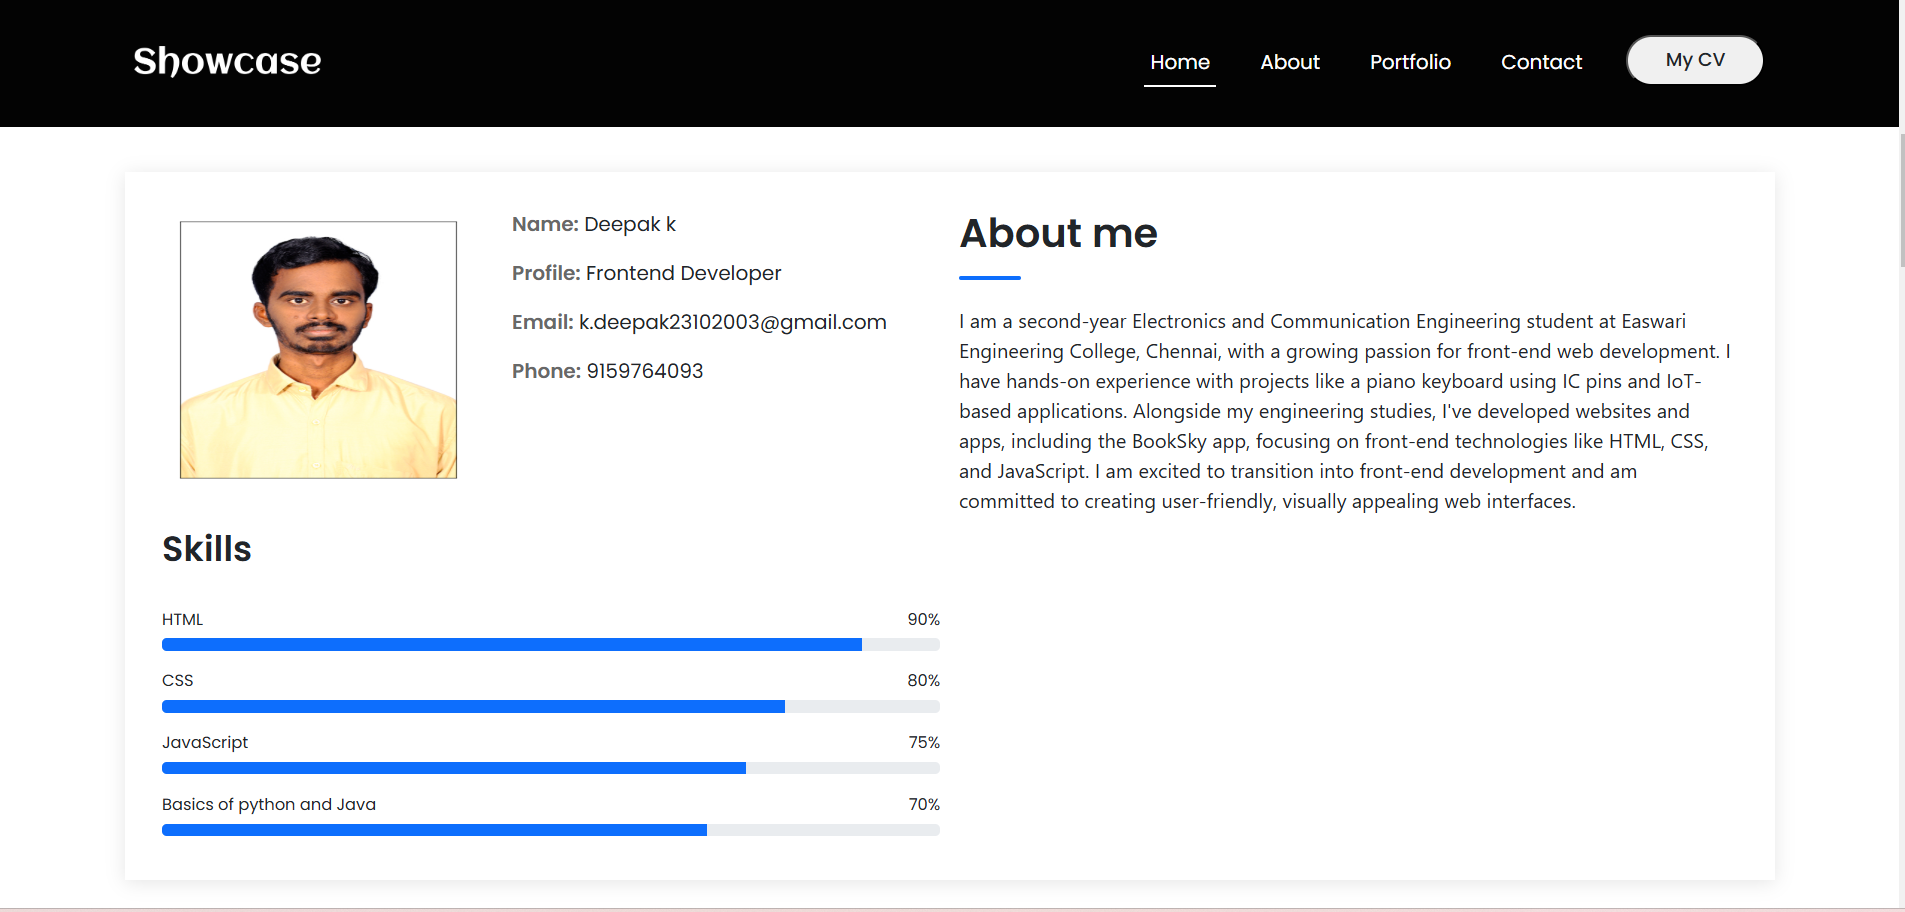 Showcase
Home About Portfolio Contact My CV
Name: Deepak k
Profile: Frontend Developer
Email: k.deepak23102003@gmail.com
Phone: 9159764093
About me
I am a second-year Electronics and Communication Engineering student at Easwari
Engineering College, Chennai, with a growing passion for front-end web development. I
have hands-on experience with projects like a piano keyboard using IC pins and IoT-
based applications. Alongside my engineering studies, I've developed websites and
apps, including the BookSky app, focusing on front-end technologies like HTML, CSS,
and JavaScript. I am excited to transition into front-end development and am
committed to creating user-friendly, visually appealing web interfaces.
Skills
HTML 90%
CSS 80%
JavaScript 75%
Basics of python and Java 70%